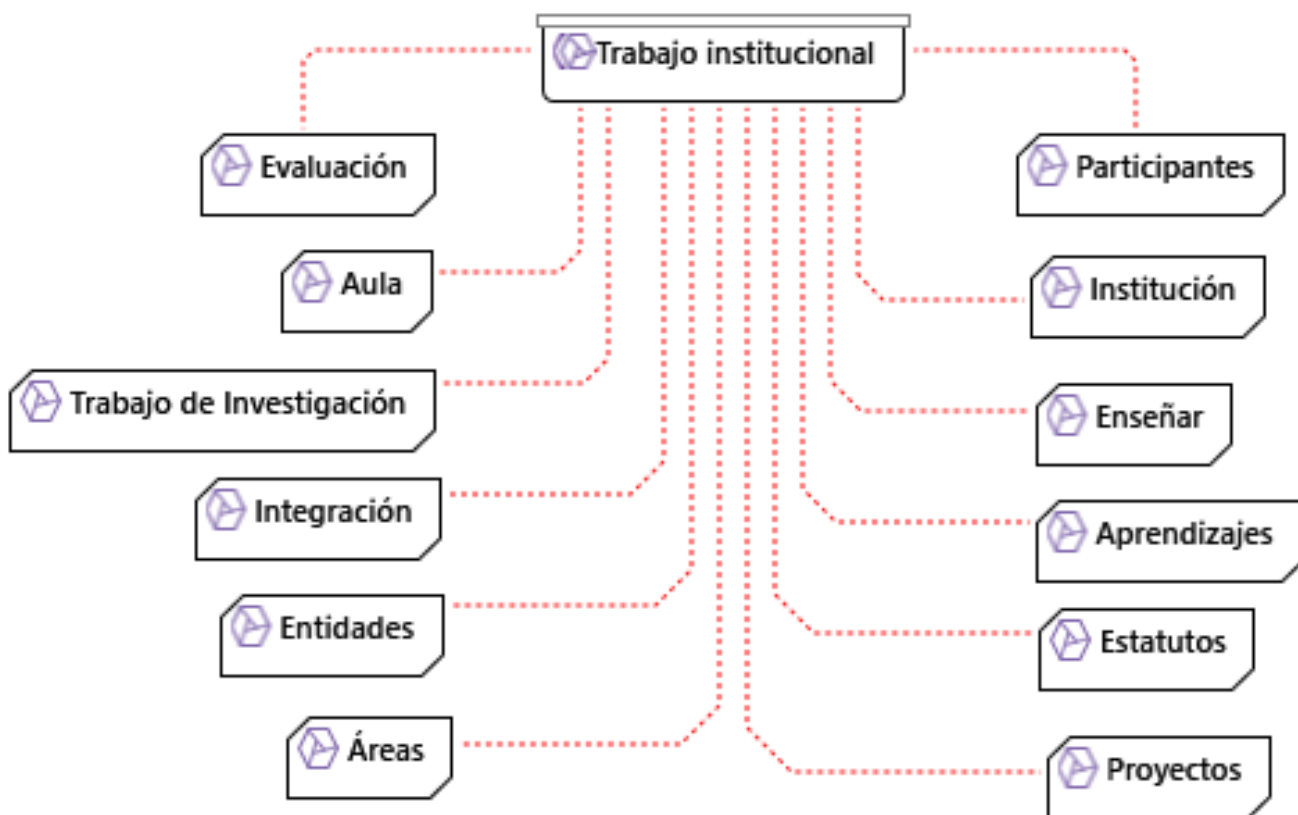 Trabajo institucional
Evaluación
Participantes
Aula
Institución
Trabajo de Investigación
Enseñar
Integración
Aprendizajes
Entidades
Estatutos
Áreas
Proyectos